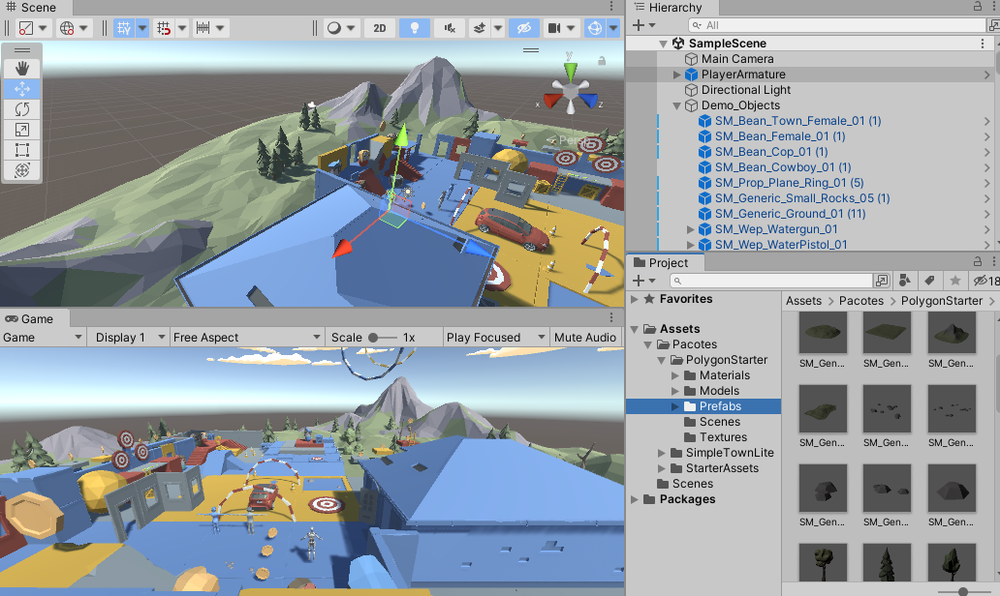 Scene
2D
y
x
z
Persp
Game
Game
Display 1
Free Aspect
Scale
1x
Play Focused
Mute Audio
Hierarchy
All
SampleScene
Main Camera
PlayerArmature
Directional Light
Demo_Objects
SM_Bean_Town_Female_01 (1)
SM_Bean_Female_01 (1)
SM_Bean_Cop_01 (1)
SM_Bean_Cowboy_01 (1)
SM_Prop_Plane_Ring_01 (5)
SM_Generic_Small_Rocks_05 (1)
SM_Generic_Ground_01 (11)
SM_Wep_Watergun_01
SM_Wep_WaterPistol_01
Project
18
Favorites
Assets
Pacotes
PolygonStarter
Materials
Models
Prefabs
Scenes
Textures
SimpleTownLite
StarterAssets
Scenes
Packages
Assets > Pacotes > PolygonStarter >
SM_Gen... SM_Gen... SM_Gen...
SM_Gen... SM_Gen... SM_Gen...
SM_Gen... SM_Gen... SM_Gen...